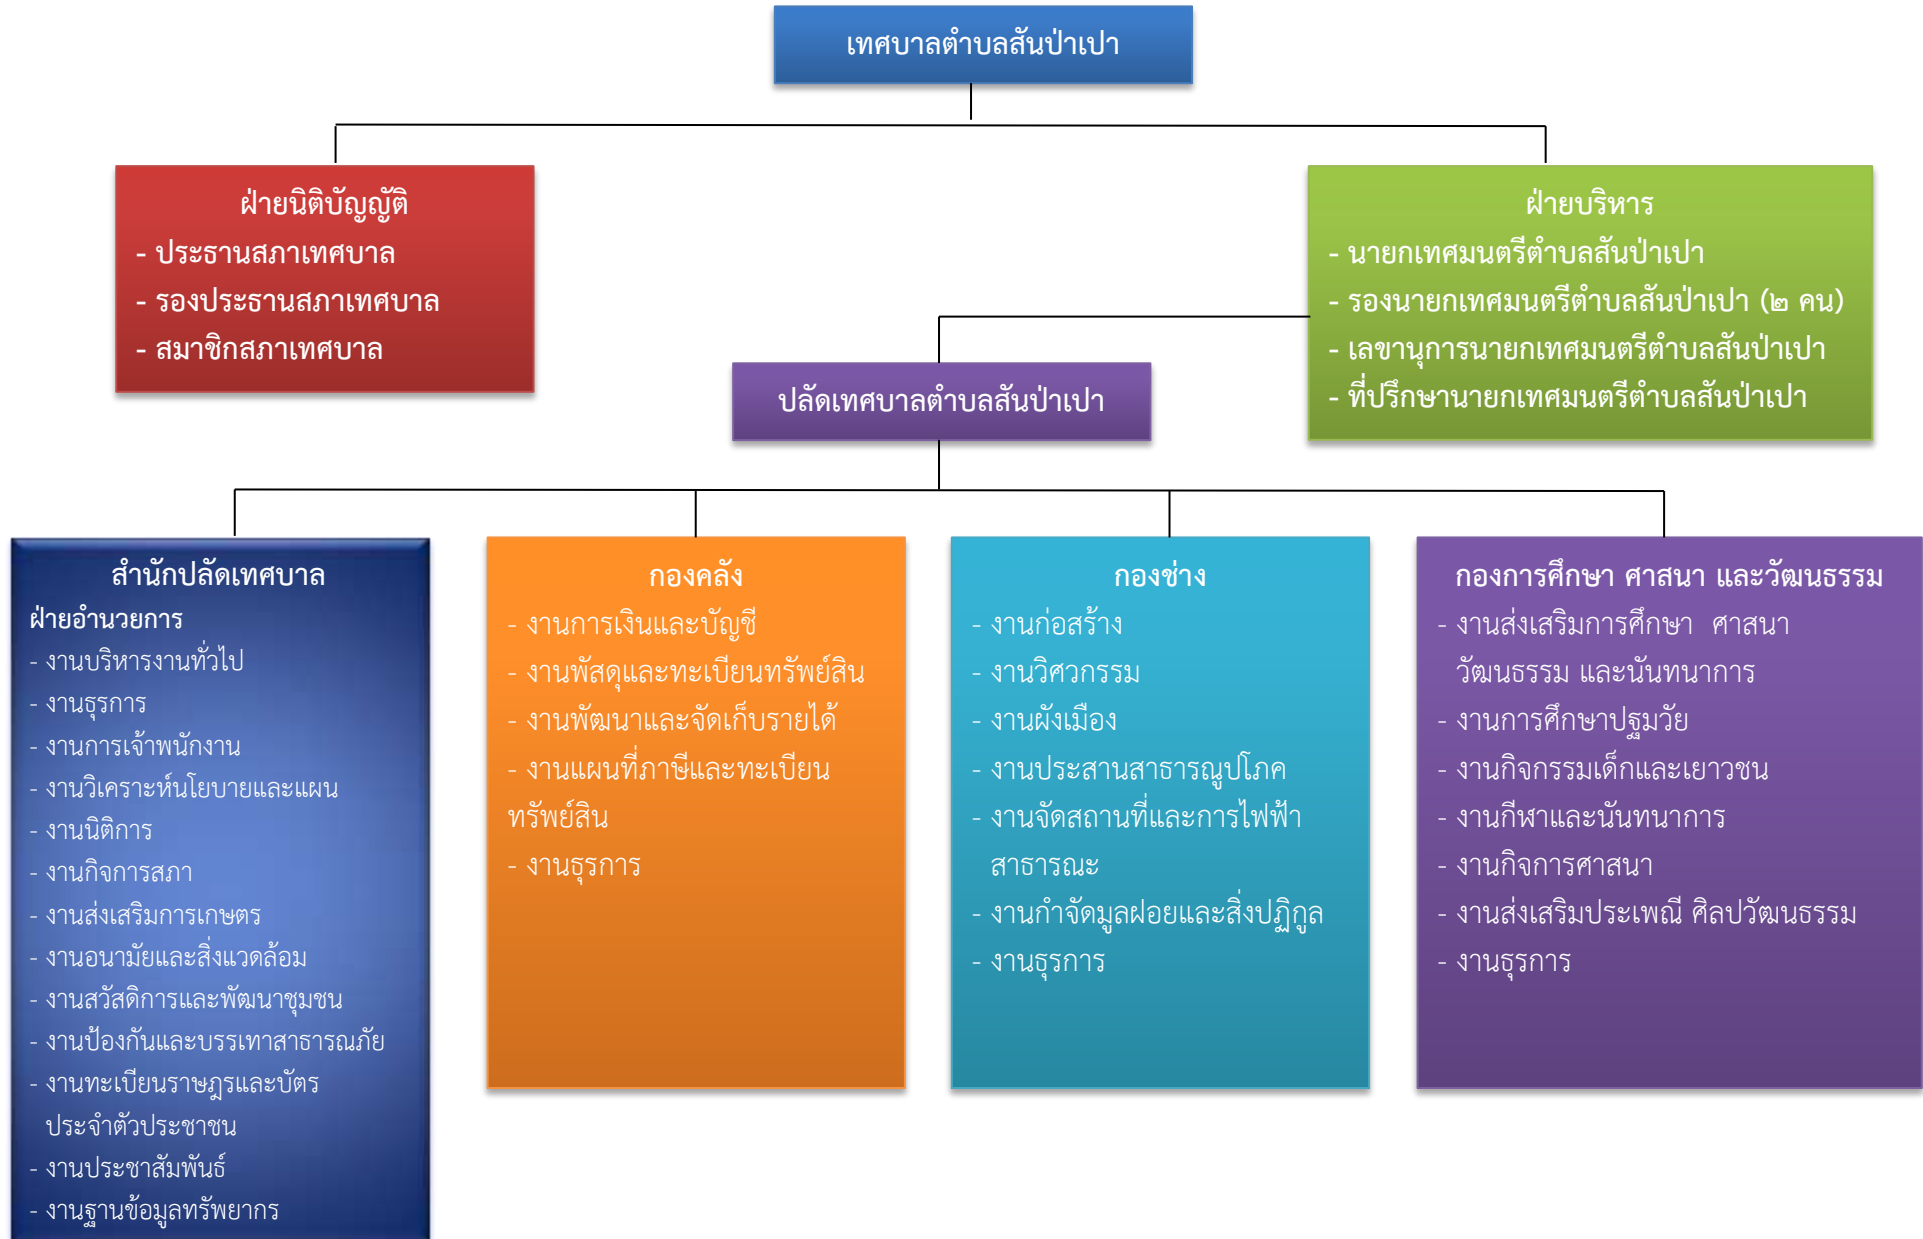 เทศบาลตำบลสันป่าเปา
ฝ่ายนิติบัญญัติ
- ประธานสภาเทศบาล
- รองประธานสภาเทศบาล
- สมาชิกสภาเทศบาล
ฝ่ายบริหาร
- นายกเทศมนตรีตำบลสันป่าเปา
- รองนายกเทศมนตรีตำบลสันป่าเปา (๒ คน)
- เลขานุการนายกเทศมนตรีตำบลสันป่าเปา
- ที่ปรึกษานายกเทศมนตรีตำบลสันป่าเปา
ปลัดเทศบาลตำบลสันป่าเปา
สำนักปลัดเทศบาล
ฝ่ายอำนวยการ
- งานบริหารงานทั่วไป
- งานธุรการ
- งานการเจ้าพนักงาน
- งานวิเคราะห์นโยบายและแผน
- งานนิติการ
- งานกิจการสภา
- งานส่งเสริมการเกษตร
- งานอนามัยและสิ่งแวดล้อม
- งานสวัสดิการและพัฒนาชุมชน
- งานป้องกันและบรรเทาสาธารณภัย
- งานทะเบียนราษฎรและบัตร
ประจำตัวประชาชน
- งานประชาสัมพันธ์
- งานฐานข้อมูลทรัพยากร
กองคลัง
- งานการเงินและบัญชี
- งานพัสดุและทะเบียนทรัพย์สิน
- งานพัฒนาและจัดเก็บรายได้
- งานแผนที่ภาษีและทะเบียน
ทรัพย์สิน
- งานธุรการ
กองช่าง
- งานก่อสร้าง
- งานวิศวกรรม
- งานผังเมือง
- งานประสานสาธารณูปโภค
- งานจัดสถานที่และการไฟฟ้า
สาธารณะ
- งานกำจัดมูลฝอยและสิ่งปฏิกูล
- งานธุรการ
กองการศึกษา ศาสนา และวัฒนธรรม
- งานส่งเสริมการศึกษา ศาสนา
วัฒนธรรม และนันทนาการ
- งานการศึกษาปฐมวัย
- งานกิจกรรมเด็กและเยาวชน
- งานกีฬาและนันทนาการ
- งานกิจการศาสนา
- งานส่งเสริมประเพณี ศิลปวัฒนธรรม
- งานธุรการ